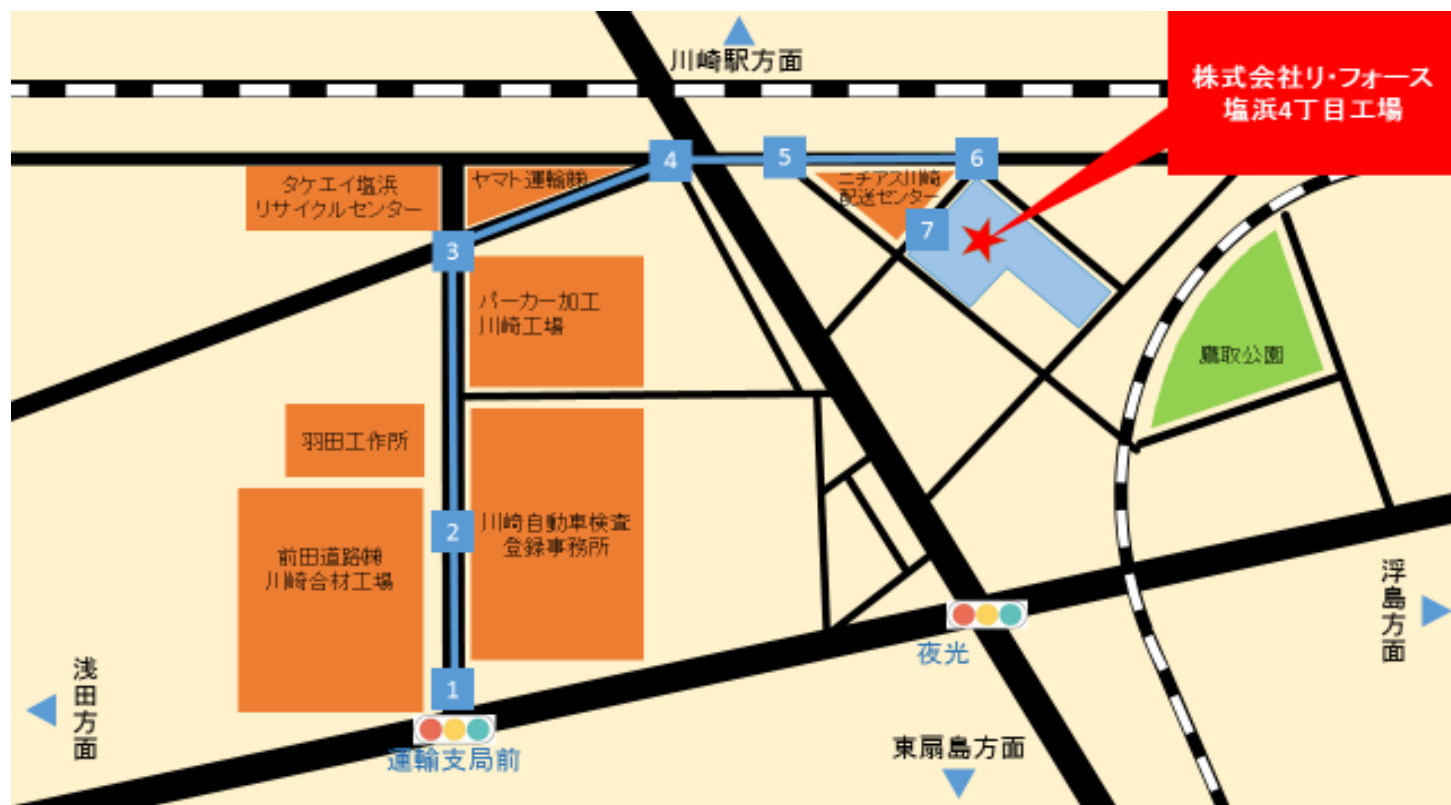 川崎駅方面
株式会社リ・フォース
塩浜4丁目工場
4
5
6
タケエイ塩浜
リサイクルセンター
ヤマト運輸㈱
ニチアス川崎
配送センター
7
3
パーカー加工
川崎工場
鷹取公園
羽田工作所
2
川崎自動車検査
登録事務所
前田道路㈱
川崎合材工場
浮島方面
夜光
浅田方面
1
運輸支局前
東扇島方面